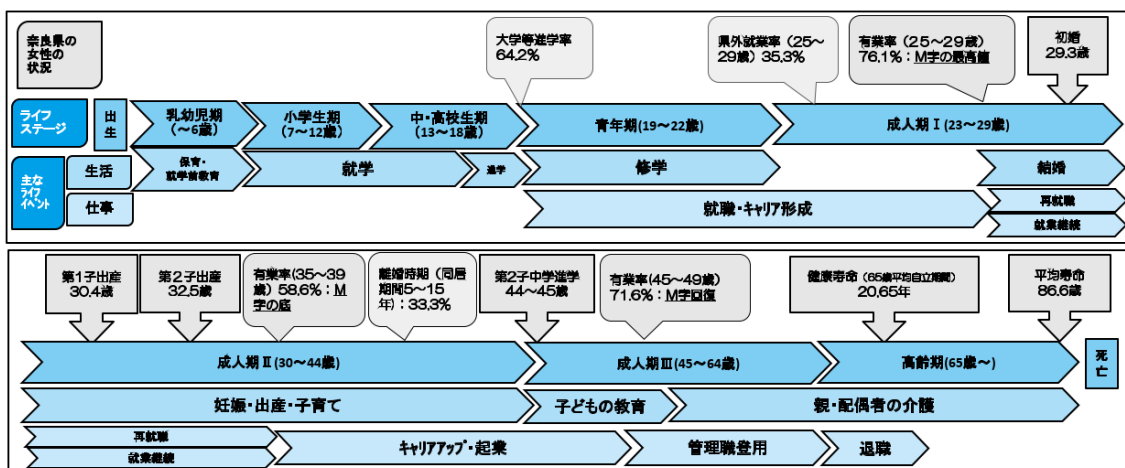 奈良県の
女性の
状況
大学等進学率
64.2%
県外就業率(25~
29歳)35.3%
有業率(25~29歳)
76.1%:M字の最高値
初婚
29.3歳
ライフ
ステージ
出
生
乳幼児期
(~6歳)
小学生期
(7~12歳)
中・高校生期
(13~18歳)
青年期(19~22歳)
成人期Ⅰ(23~29歳)
主な
ライフ
イベント
生活
保育・
就学前教育
就学
進学
修学
結婚
仕事
就職・キャリア形成
再就職
就業継続
第1子出産
30.4歳
第2子出産
32.5歳
有業率(35~39
歳)58.6%:M
字の底
離婚時期(同居
期間5~15
年):33.3%
第2子中学進学
44~45歳
有業率(45~49歳)
71.6%:M字回復
健康寿命(65歳平均自立期間)
20.65年
平均寿命
86.6歳
成人期Ⅱ(30~44歳)
成人期Ⅲ(45~64歳)
高齢期(65歳~)
死
亡
妊娠・出産・子育て
子どもの教育
親・配偶者の介護
再就職
就業継続
キャリアアップ・起業
管理職登用
退職